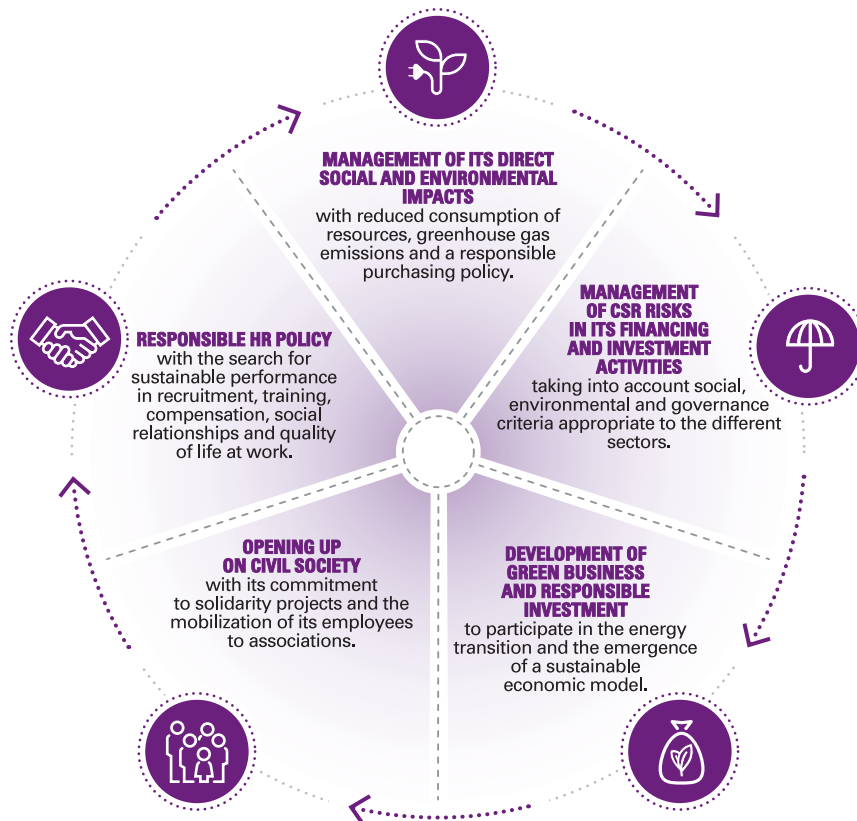 MANAGEMENT OF ITS DIRECT
SOCIAL AND ENVIRONMENTAL
IMPACTS
with reduced consumption of
resources, greenhouse gas
emissions and a responsible
purchasing policy.
MANAGEMENT
OF CSR RISKS
IN ITS FINANCING
AND INVESTMENT
ACTIVITIES
taking into account social,
environmental and governance
criteria appropriate to the different
sectors.
DEVELOPMENT OF
GREEN BUSINESS
AND RESPONSIBLE
INVESTMENT
to participate in the energy
transition and the emergence
of a sustainable
economic model.
OPENING UP
ON CIVIL SOCIETY
with its commitment
to solidarity projects and the
mobilization of its employees
to associations.
RESPONSIBLE HR POLICY
with the search for
sustainable performance
in recruitment, training,
compensation, social
relationships and quality
of life at work.